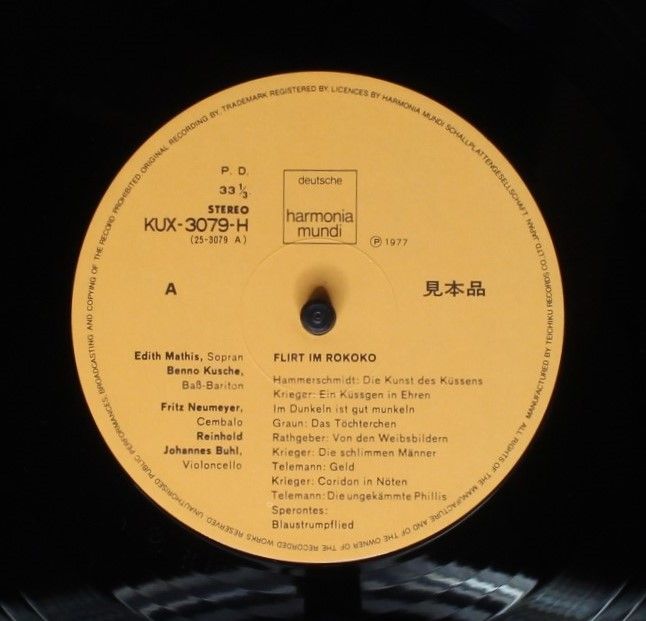 TRADEMARK REGISTERED BY, LICENCES BY HARMONIA MUNDI SCHALLPLATTENGESELLSCHAFT.
MANUFACTURED BY TEICHIKU RECORDS CO. LTD. JAPAN
ALL RIGHTS OF THE MANUFACTURE AND OF THE OWNER OF THE RECORDED WORKS RESERVED UNAUTHORISED PUBLIC PERFORMANCES, BROADCASTING AND COPYING OF THE RECORD PROHIBITED ORIGINAL RECORDING BY,
P. D.
33 1/3
STEREO
KUX-3079-H
(25-3079 A)
deutsche
harmonia
mundi
Ⓟ 1977
A
見本品
Edith Mathis, Sopran
Benno Kusche,
Baß-Bariton
Fritz Neumeyer,
Cembalo
Reinhold
Johannes Buhl,
Violoncello
FLIRT IM ROKOKO
Hammerschmidt: Die Kunst des Küssens
Krieger: Ein Küssgen in Ehren
Im Dunkeln ist gut munkeln
Graun: Das Töchterchen
Rathgeber: Von den Weibsbildern
Krieger: Die schlimmen Männer
Telemann: Geld
Krieger: Coridon in Nöten
Telemann: Die ungekämmte Phillis
Sperontes:
Blaustrumpflied